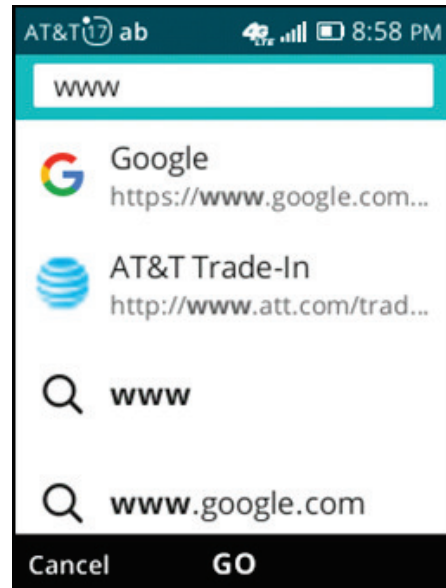 AT&T 17 ab 4G LTE 8:58 PM
www
Google
https://www.google.com...
AT&T Trade-In
http://www.att.com/trad...
www
www.google.com
Cancel GO